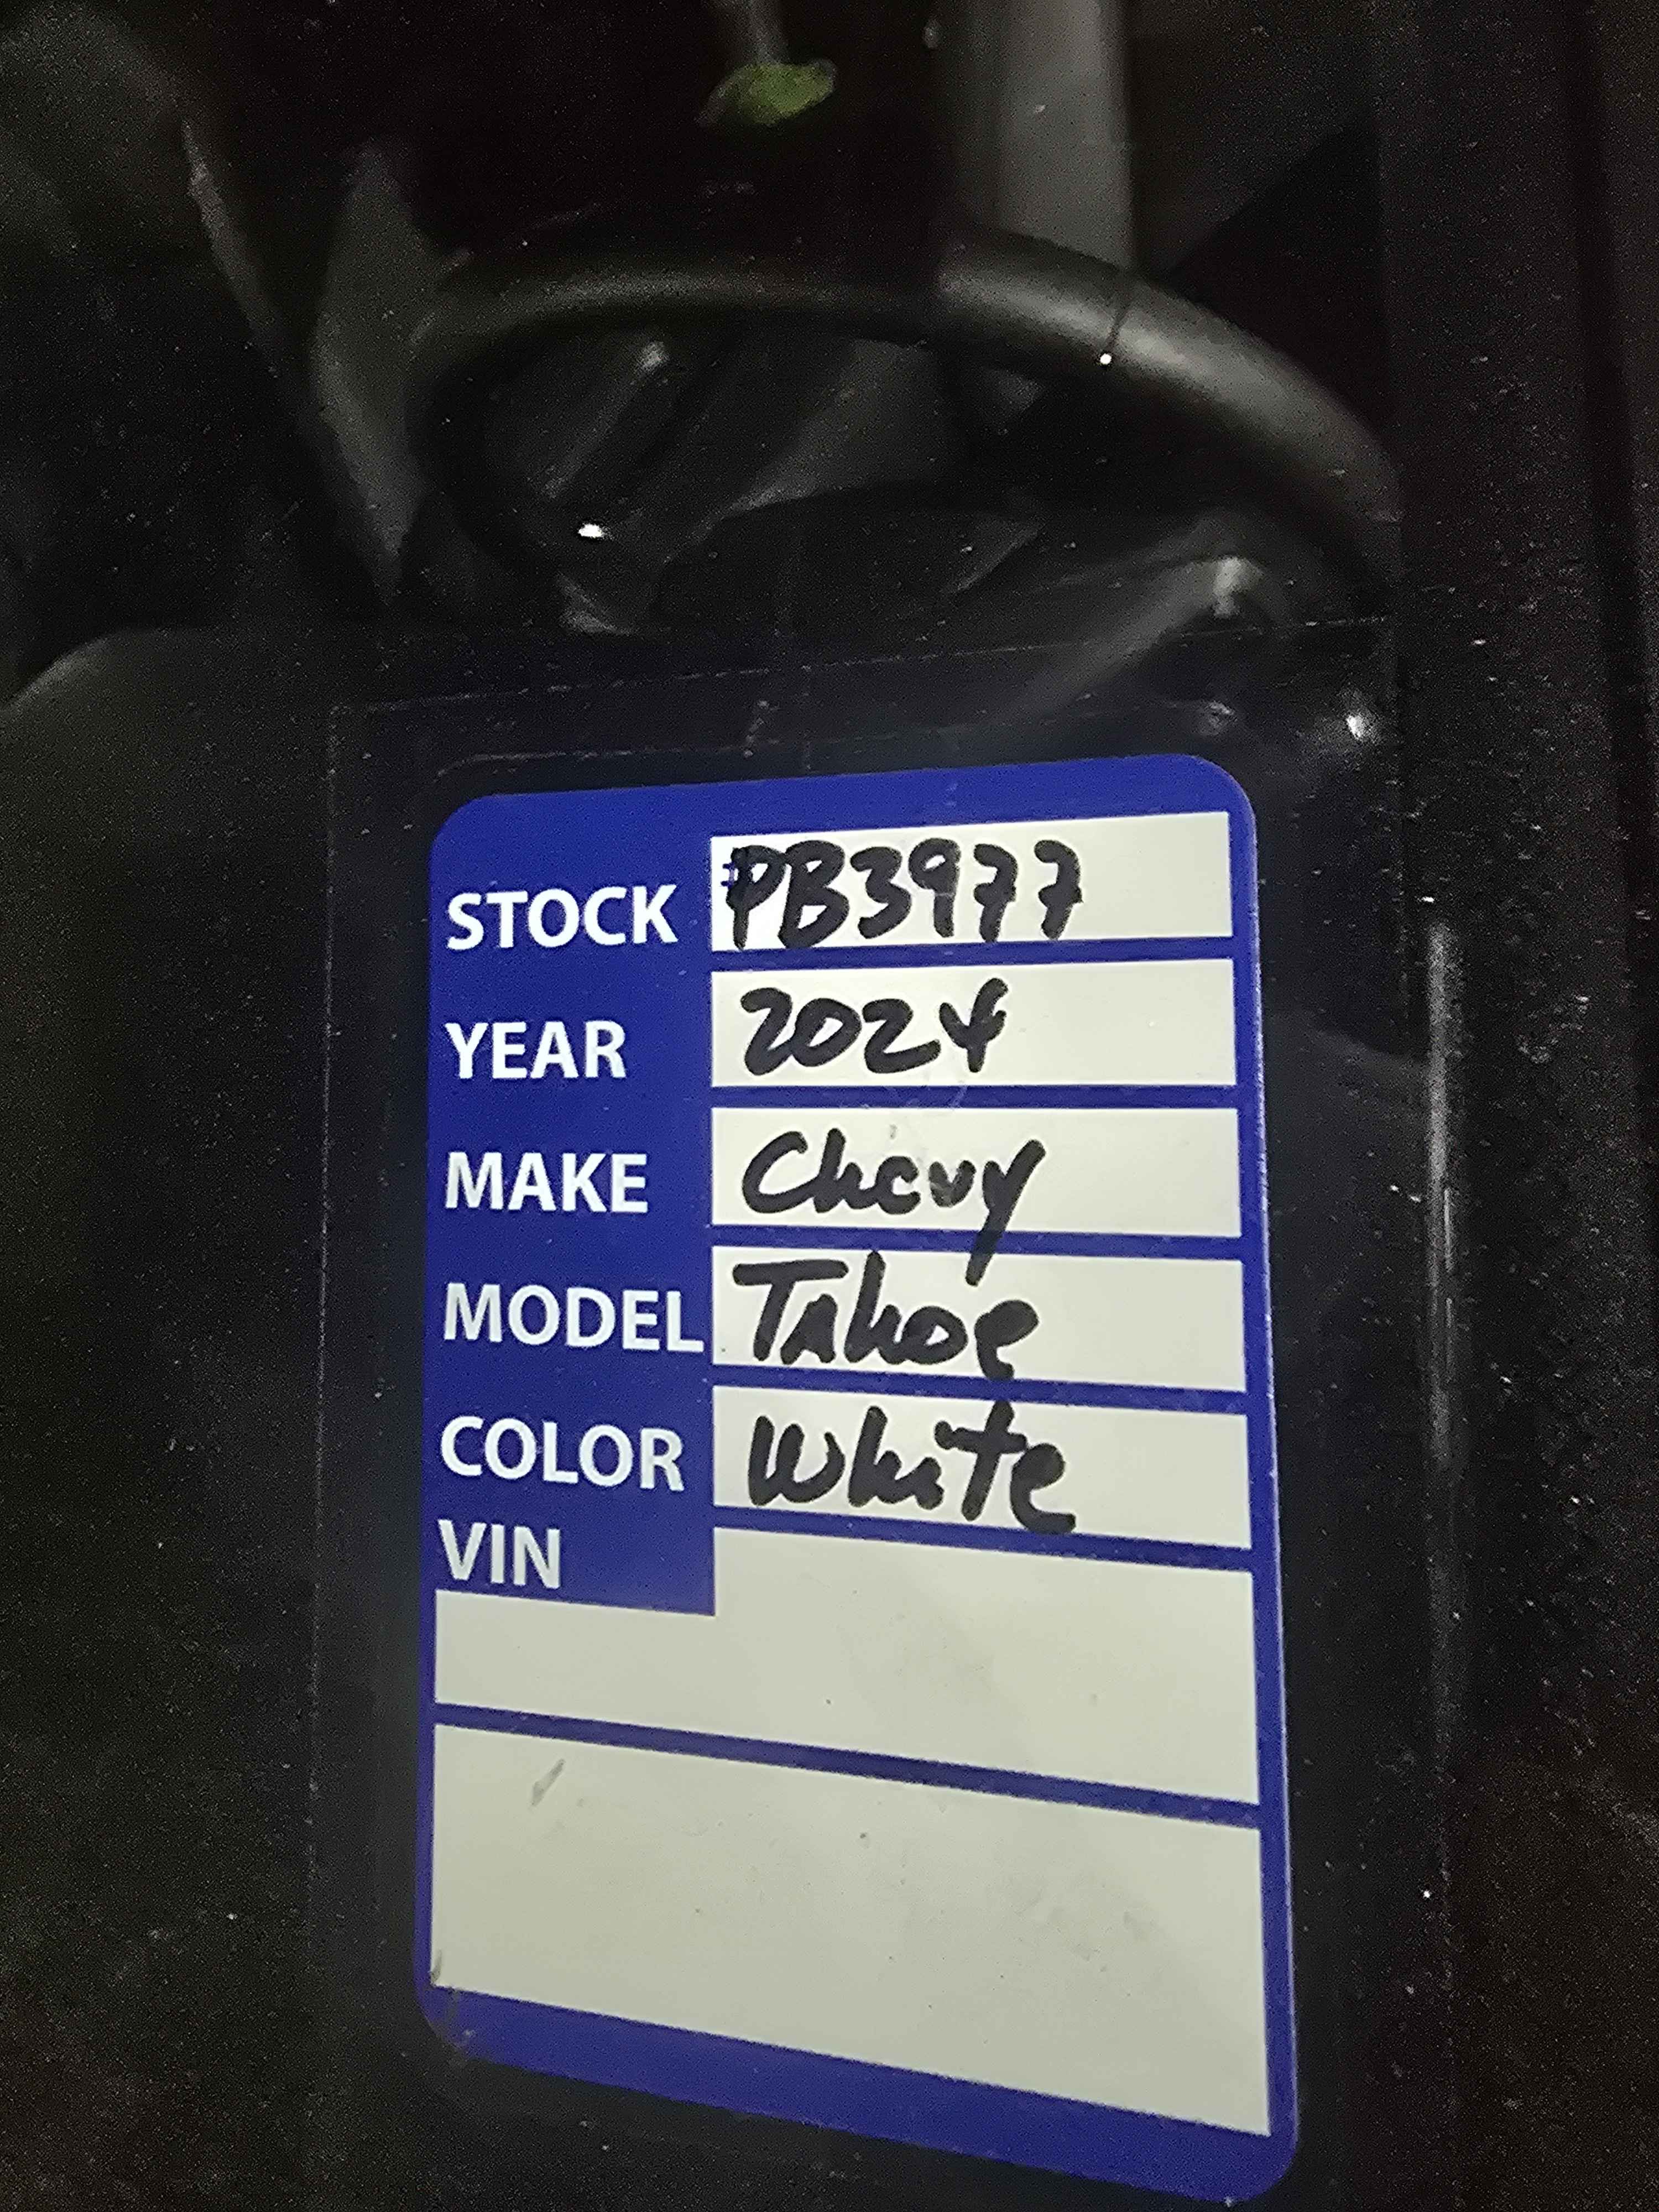 STOCK #PB3977
YEAR 2024
MAKE Chevy
MODEL Tahoe
COLOR White
VIN